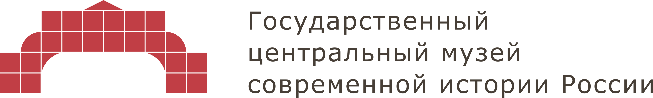 Государственный
центральный музей
современной истории России